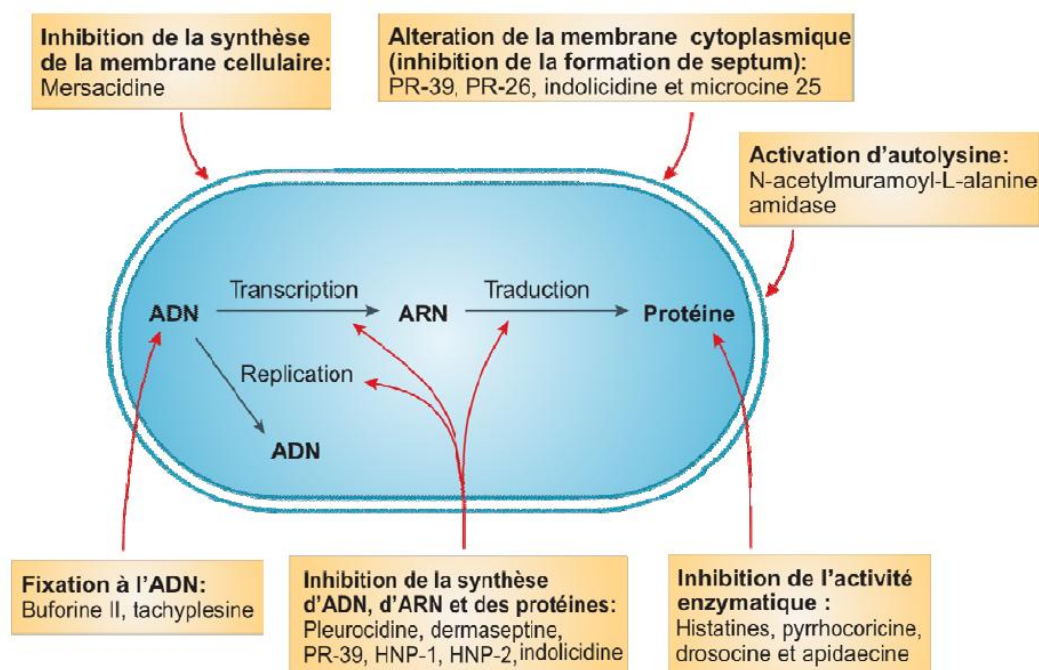 Inhibition de la synthèse
de la membrane cellulaire:
Mersacidine
Alteration de la membrane cytoplasmique
(inhibition de la formation de septum):
PR-39, PR-26, indolicidine et microcine 25
Activation d'autolysine:
N-acetylmuramoyl-L-alanine
amidase
Transcription
Traduction
ADN
ARN
Protéine
Replication
ADN
Fixation à l'ADN:
Buforine II, tachyplesine
Inhibition de la synthèse
d'ADN, d'ARN et des protéines:
Pleurocidine, dermaseptine,
PR-39, HNP-1, HNP-2, indolicidine
Inhibition de l'activité
enzymatique :
Histatines, pyrrhocoricine,
drosocine et apidaecine